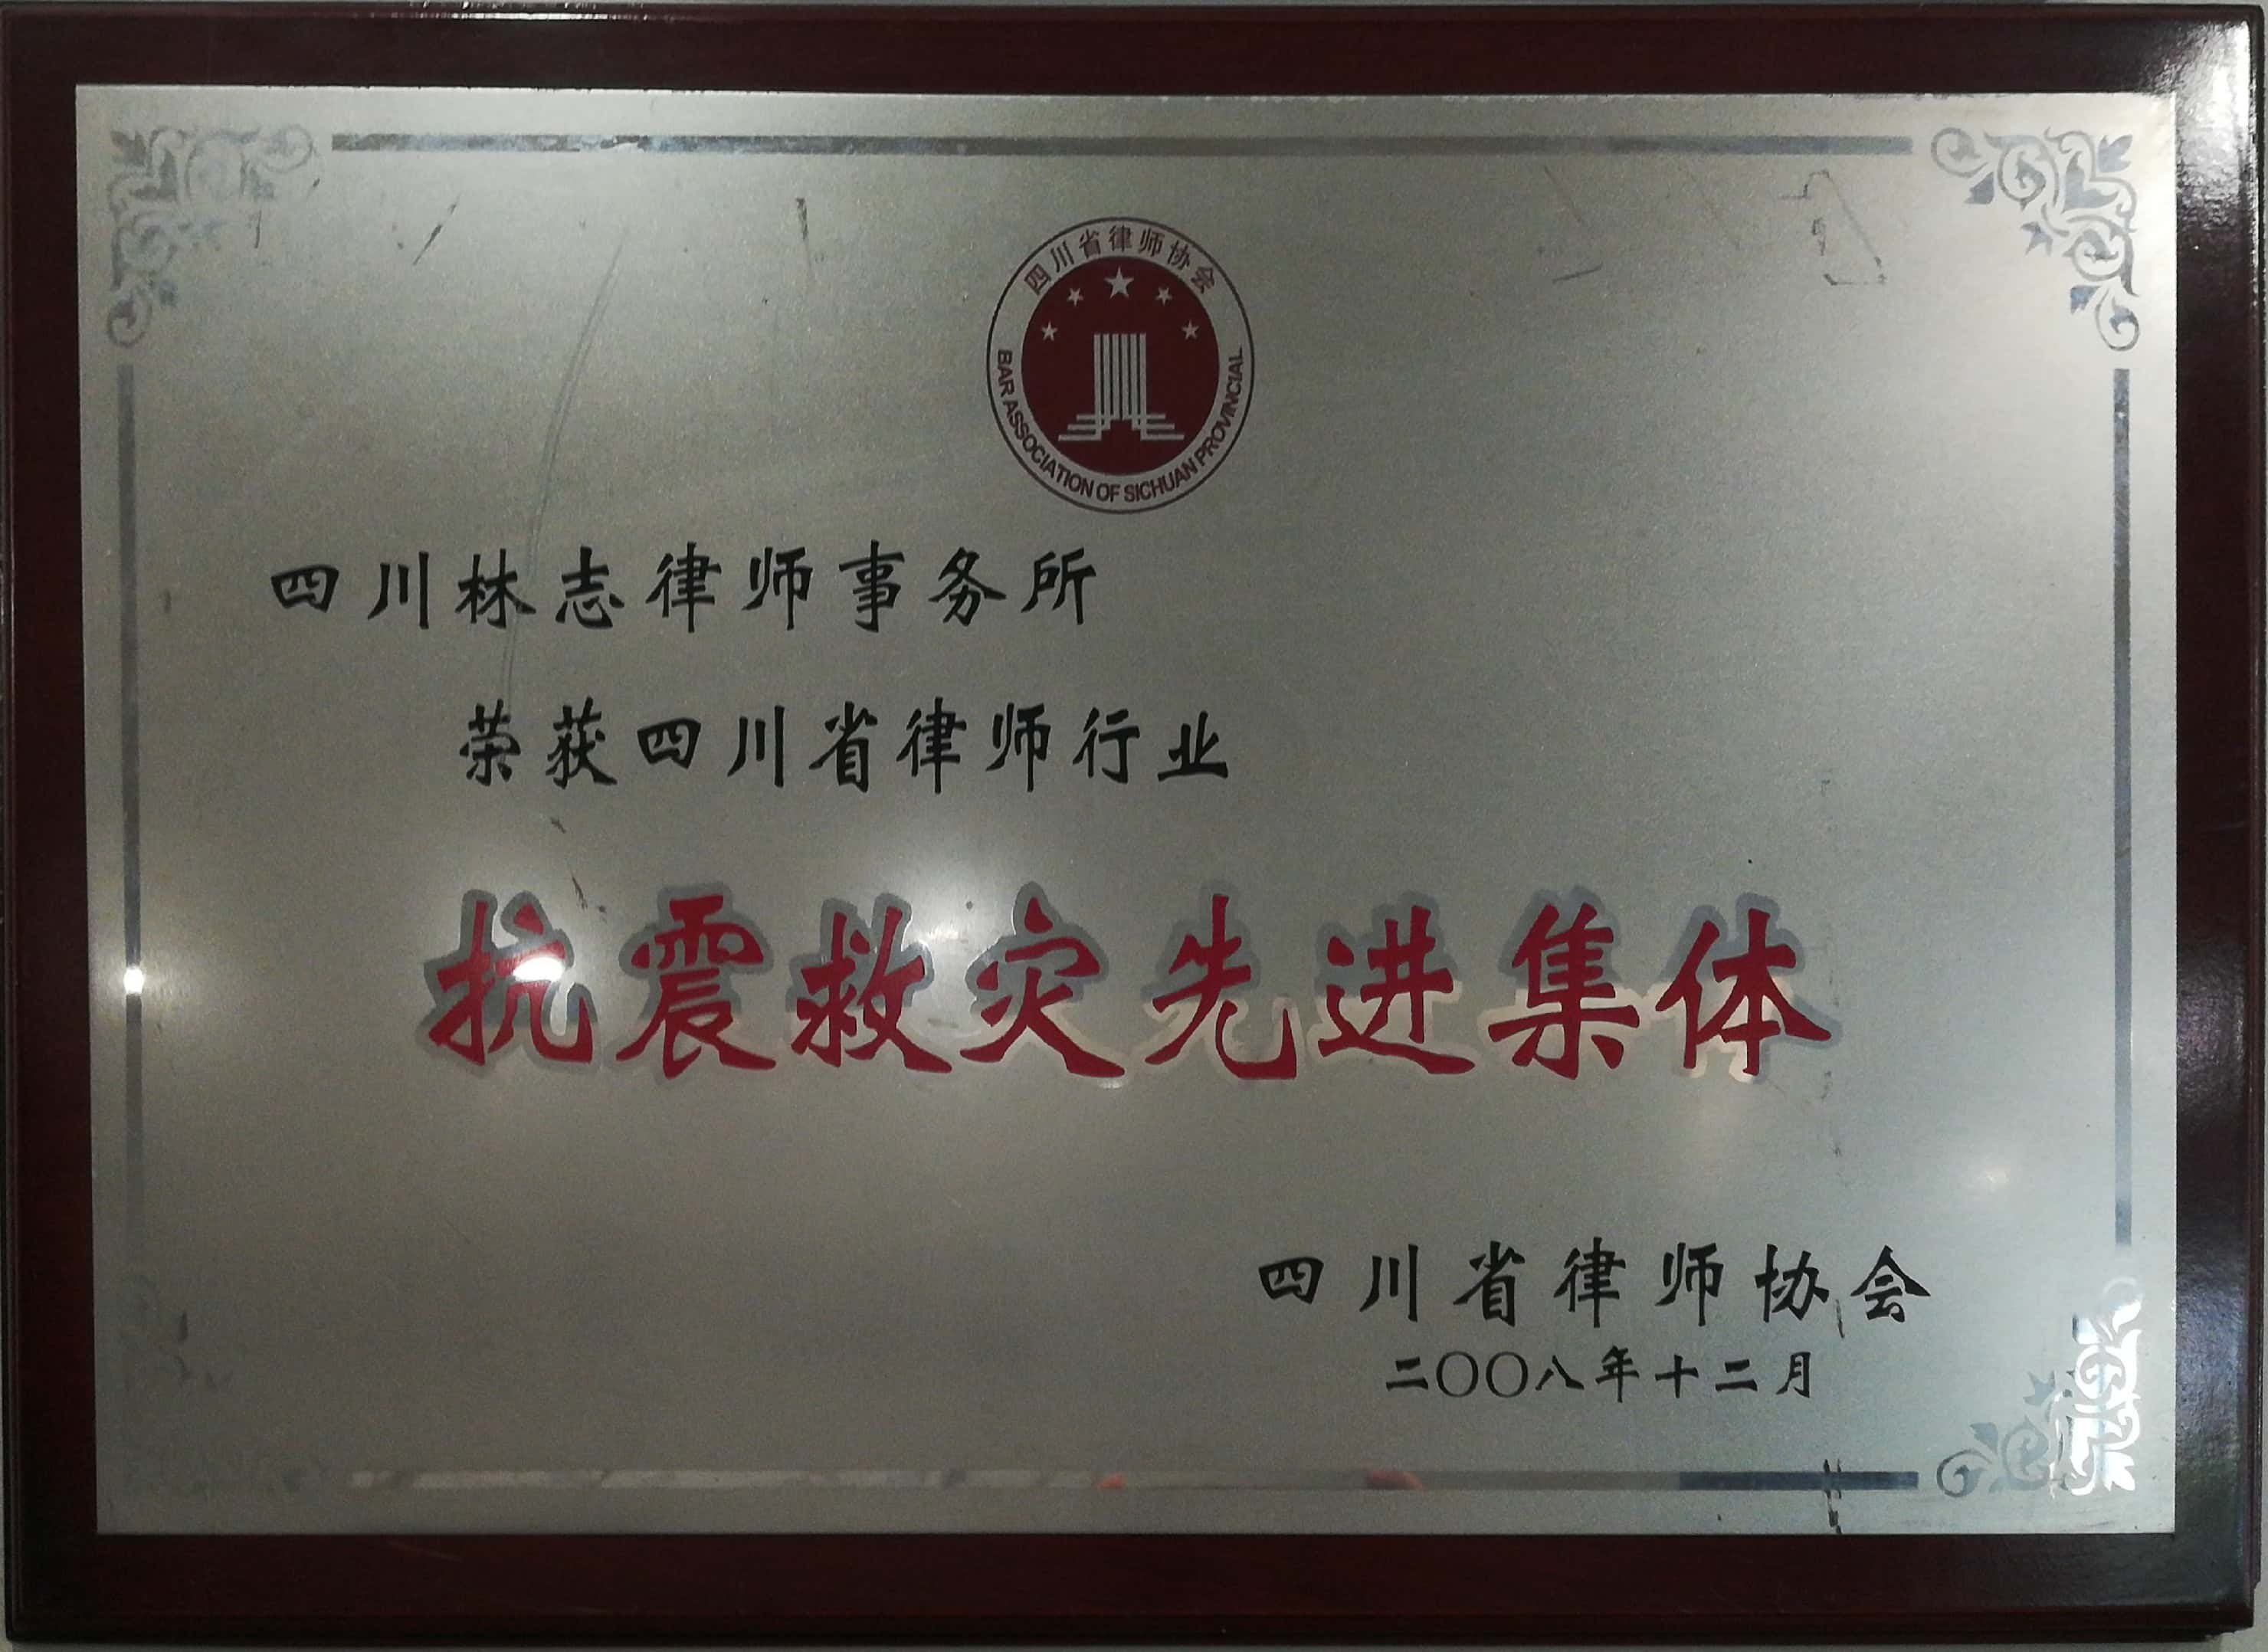 四川省律师协会
BAR ASSOCIATION OF SICHUAN PROVINCIAL
四川林志律师事务所
荣获四川省律师行业
抗震救灾先进集体
四川省律师协会
二〇〇八年十二月